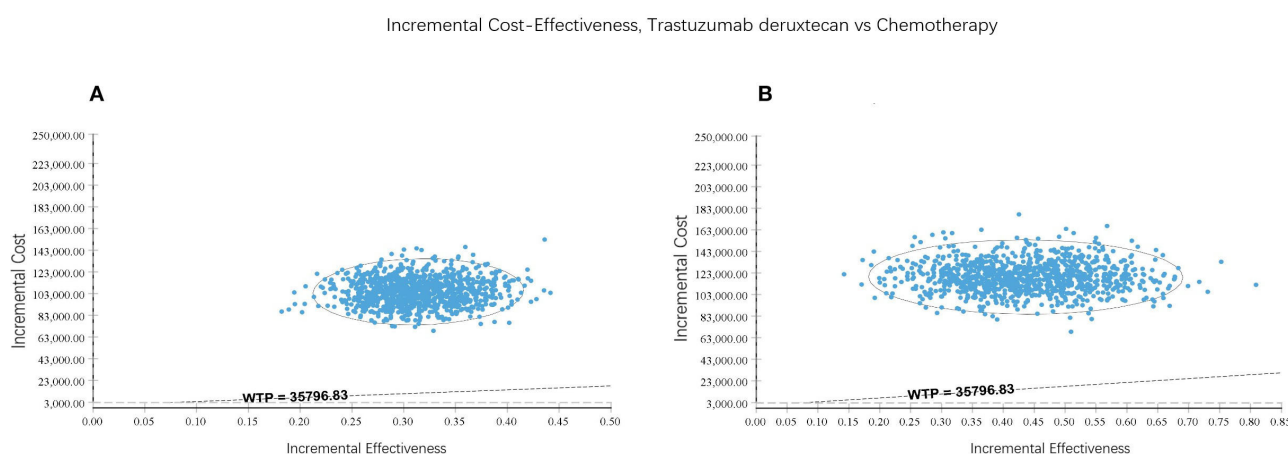 Incremental Cost-Effectiveness, Trastuzumab deruxtecan vs Chemotherapy
A
250,000.00
223,000.00
203,000.00
183,000.00
163,000.00
143,000.00
123,000.00
103,000.00
83,000.00
63,000.00
43,000.00
23,000.00
3,000.00
Incremental Cost
WTP = 35796.83
0.00 0.05 0.10 0.15 0.20 0.25 0.30 0.35 0.40 0.45 0.50
Incremental Effectiveness
B
250,000.00
223,000.00
203,000.00
183,000.00
163,000.00
143,000.00
123,000.00
103,000.00
83,000.00
63,000.00
43,000.00
23,000.00
3,000.00
Incremental Cost
WTP = 35796.83
0.00 0.05 0.10 0.15 0.20 0.25 0.30 0.35 0.40 0.45 0.50 0.55 0.60 0.65 0.70 0.75 0.80 0.85
Incremental Effectiveness